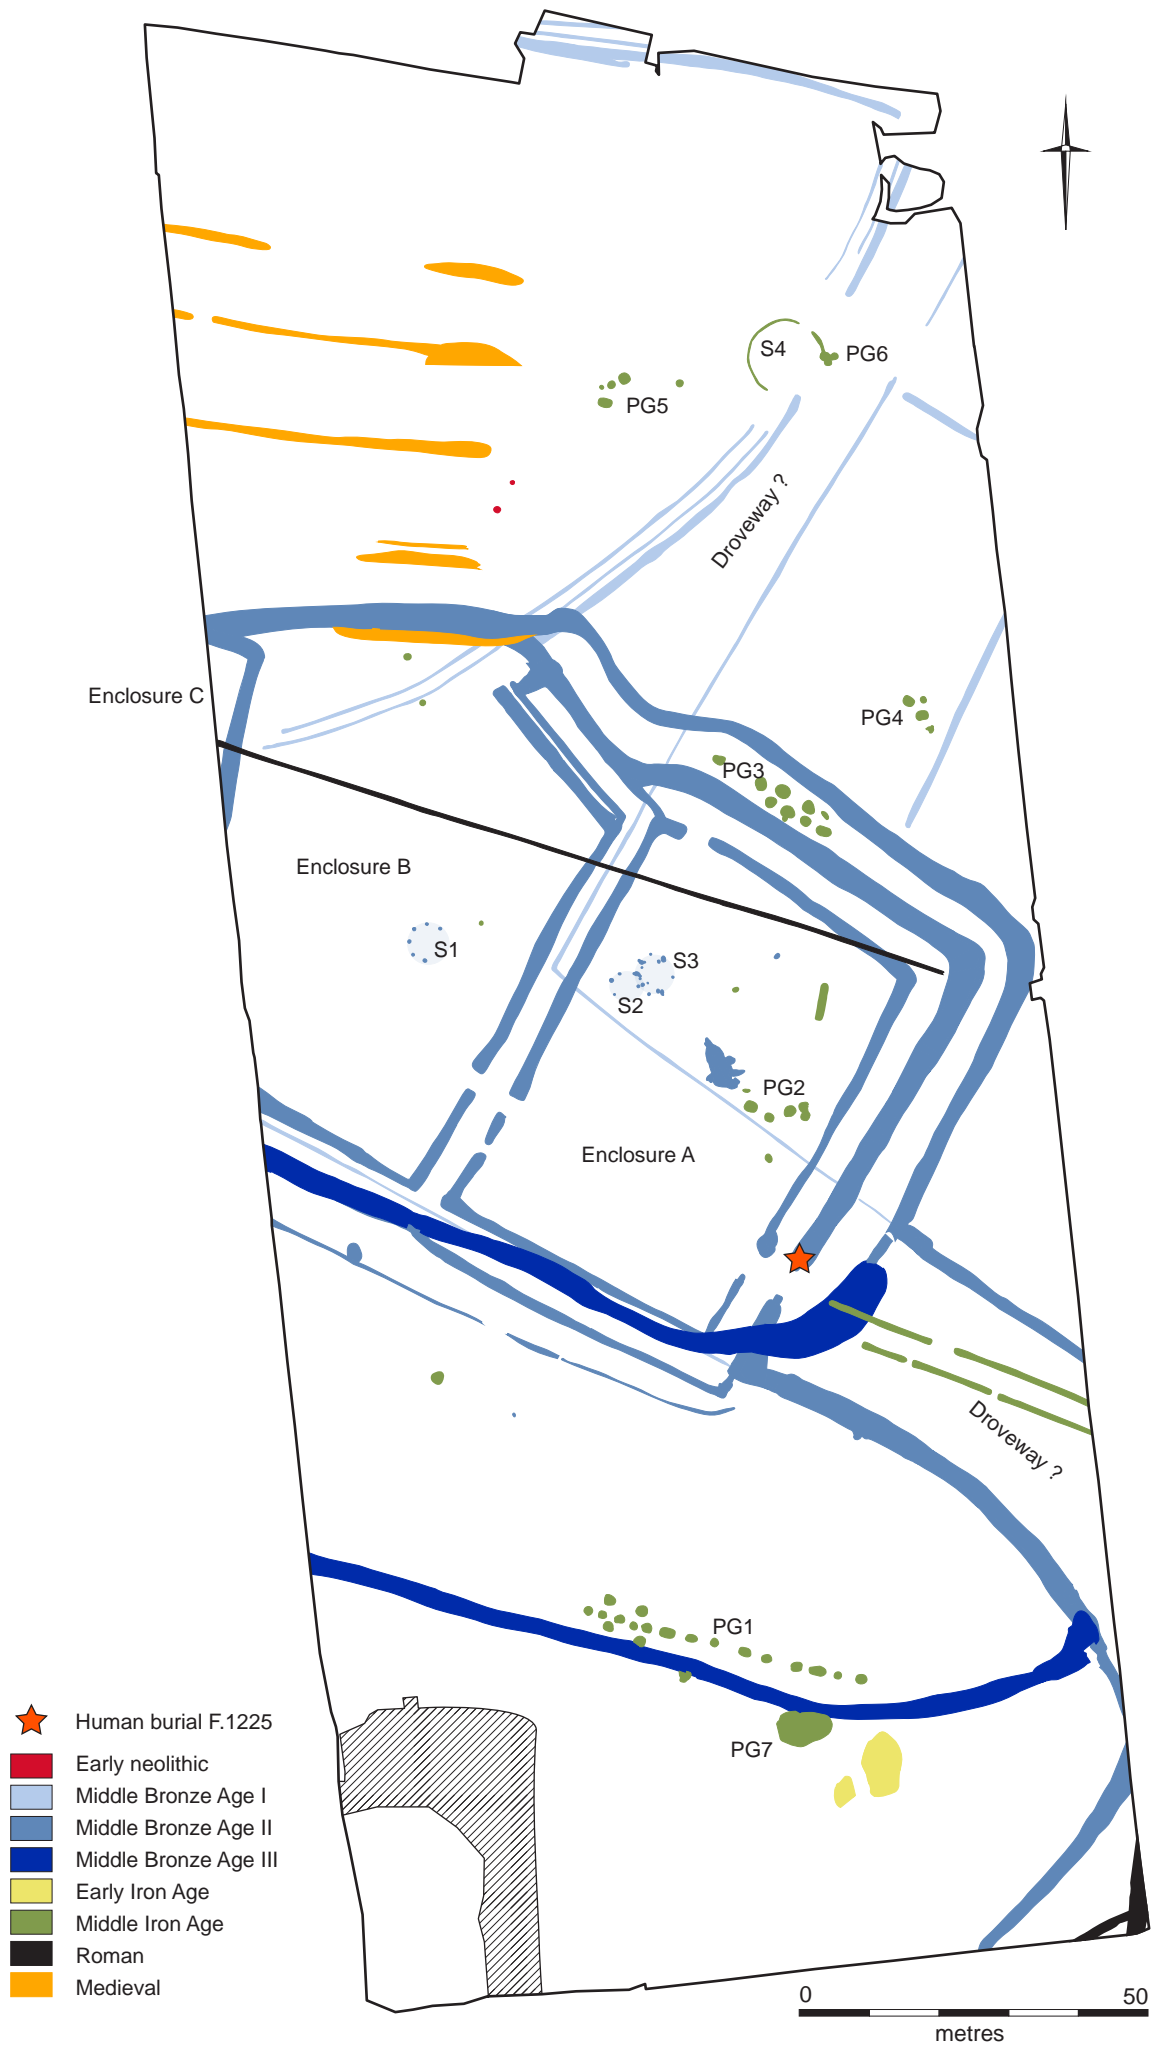 S4
PG6
PG5
Droveway ?
Enclosure C
PG4
PG3
Enclosure B
S1
S3
S2
PG2
Enclosure A
Droveway ?
PG1
PG7
Human burial F.1225
Early neolithic
Middle Bronze Age I
Middle Bronze Age II
Middle Bronze Age III
Early Iron Age
Middle Iron Age
Roman
Medieval
0 50
metres